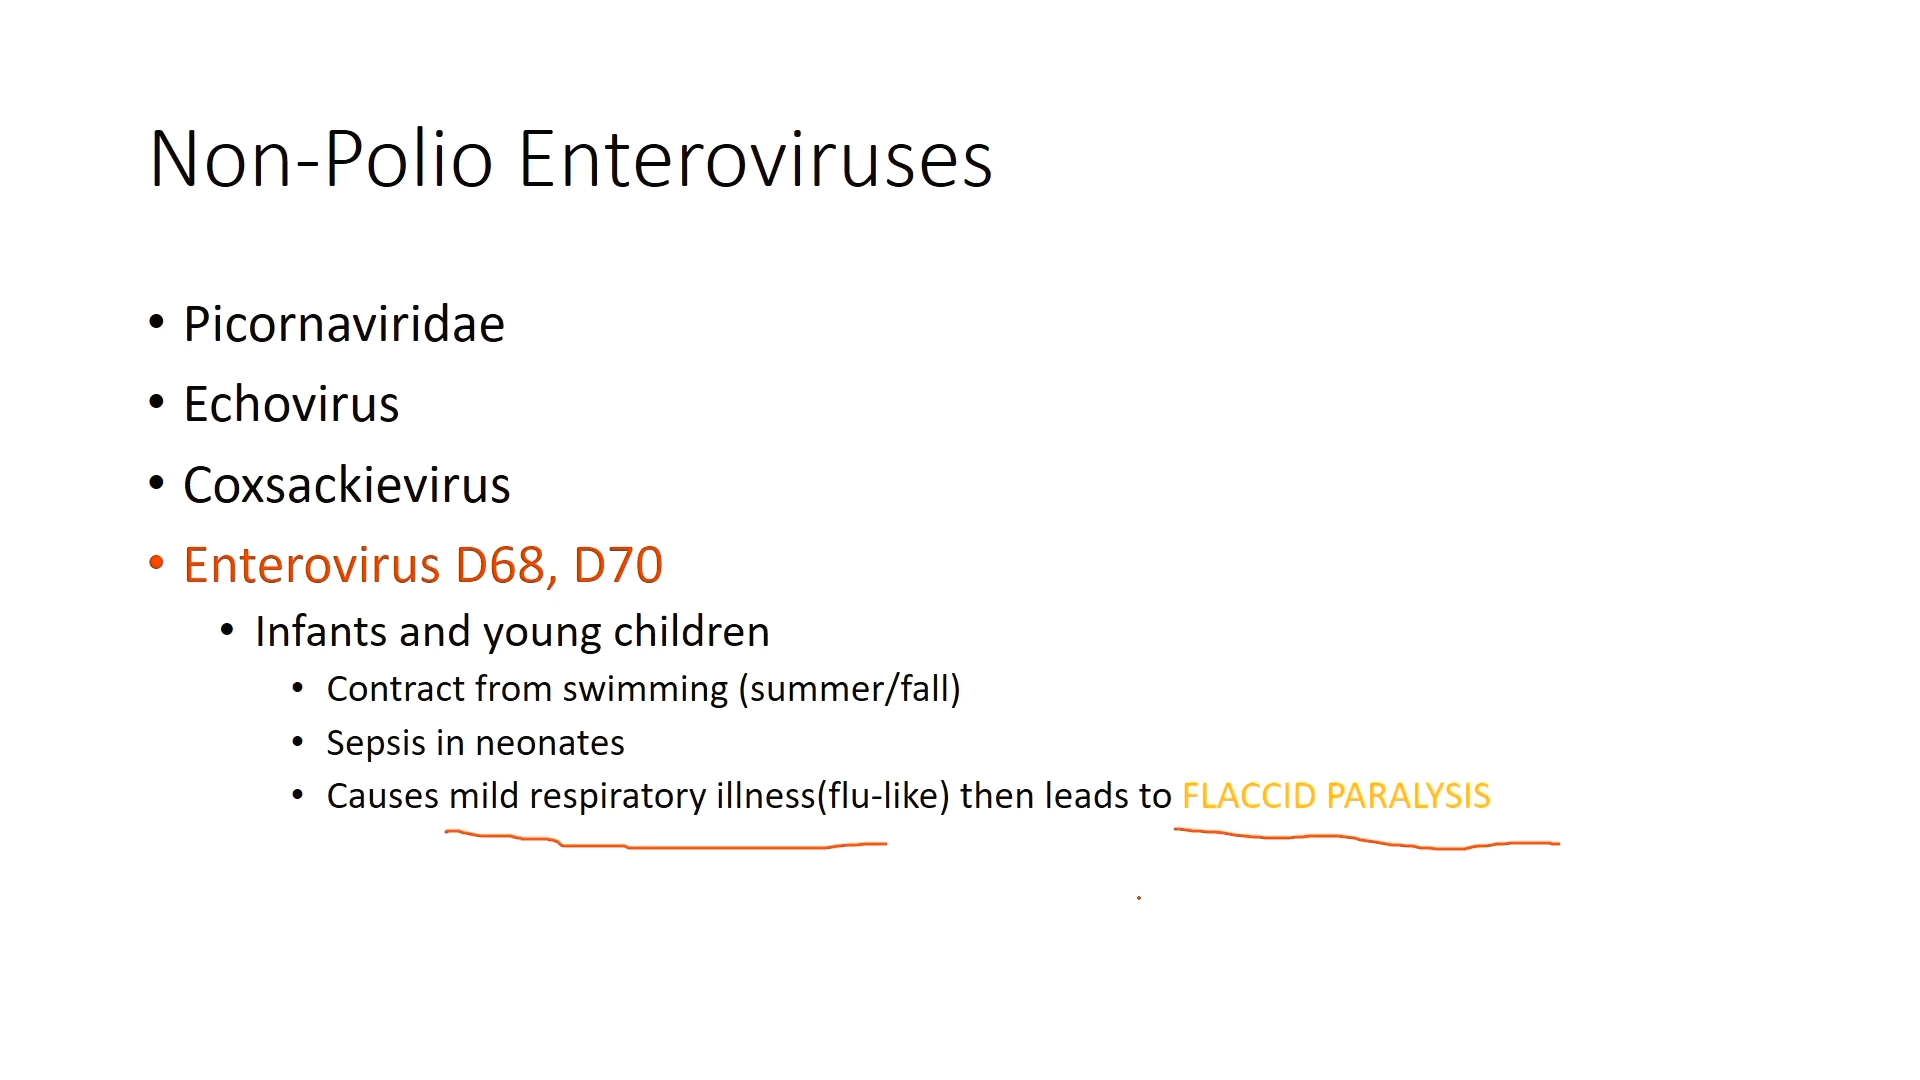 Non-Polio Enteroviruses
• Picornaviridae
• Echovirus
• Coxsackievirus
• Enterovirus D68, D70
• Infants and young children
• Contract from swimming (summer/fall)
• Sepsis in neonates
• Causes mild respiratory illness(flu-like) then leads to FLACCID PARALYSIS